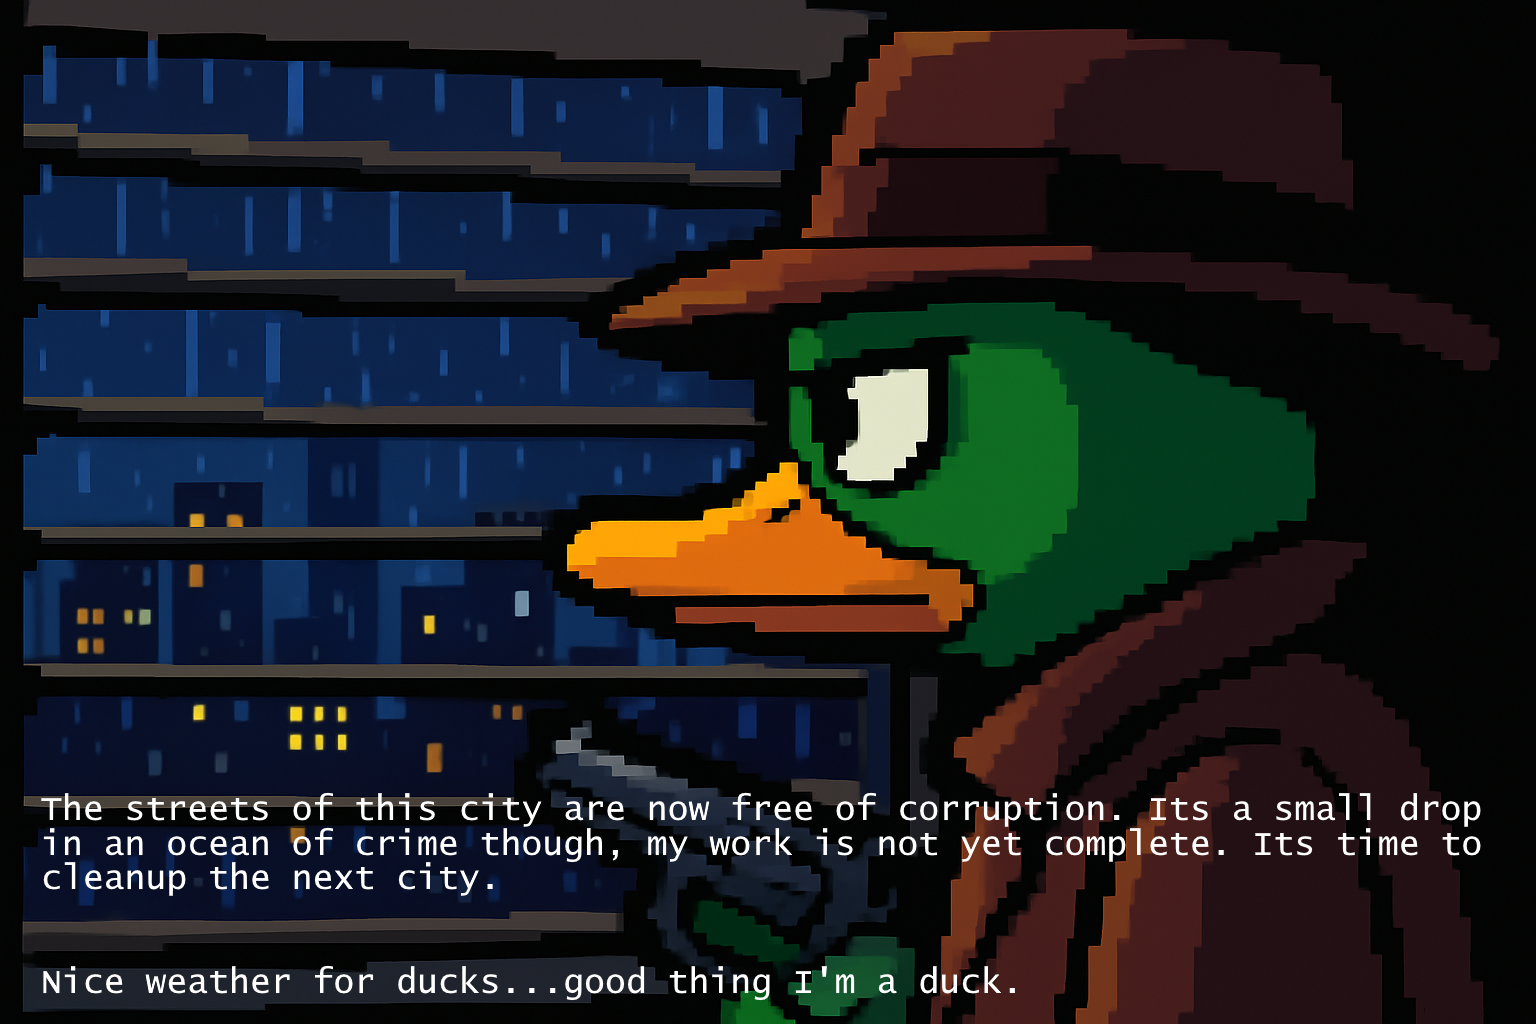 The streets of this city are now free of corruption. Its a small drop
in an ocean of crime though, my work is not yet complete. Its time to
cleanup the next city.
Nice weather for ducks...good thing I'm a duck.